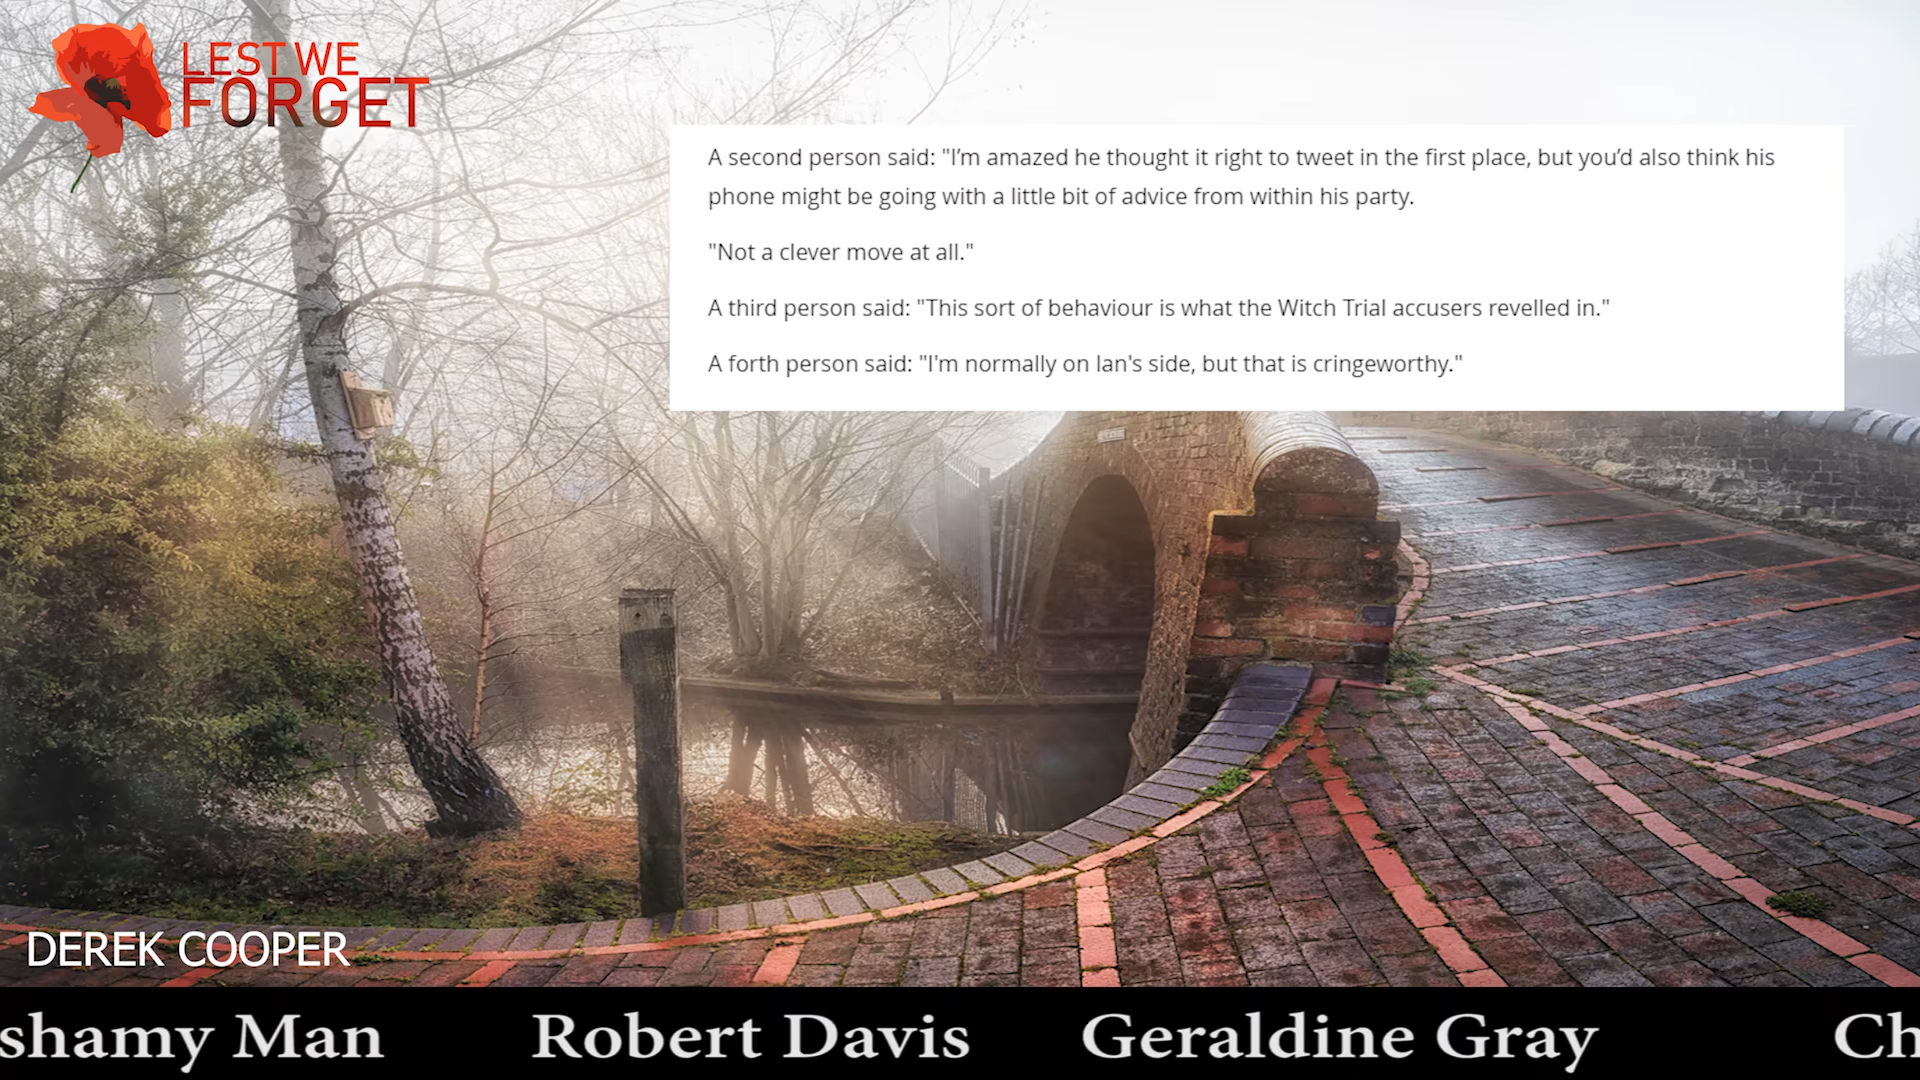 LEST WE
FORGET
A second person said: "I'm amazed he thought it right to tweet in the first place, but you'd also think his
phone might be going with a little bit of advice from within his party.
"Not a clever move at all."
A third person said: "This sort of behaviour is what the Witch Trial accusers revelled in."
A forth person said: "I'm normally on Ian's side, but that is cringeworthy."
DEREK COOPER
shamy Man Robert Davis Geraldine Gray Ch